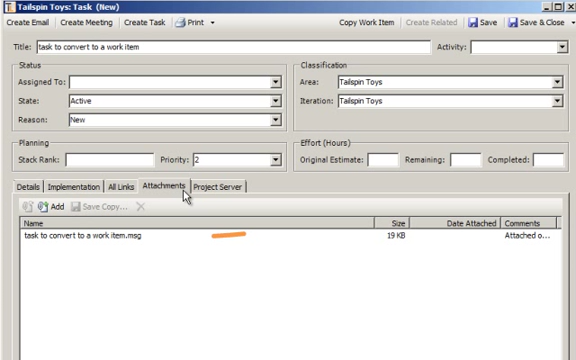 Tailspin Toys: Task (New)
Create Email Create Meeting Create Task Print Copy Work Item Create Related Save Save & Close
Title: task to convert to a work item Activity:
Status Classification
Assigned To: Area: Tailspin Toys
State: Active Iteration: Tailspin Toys
Reason: New
Planning Effort (Hours)
Stack Rank: Priority: 2 Original Estimate: Remaining: Completed:
Details Implementation All Links Attachments Project Server
Add Save Copy...
Name Size Date Attached Comments
task to convert to a work item.msg 19 KB Attached o...